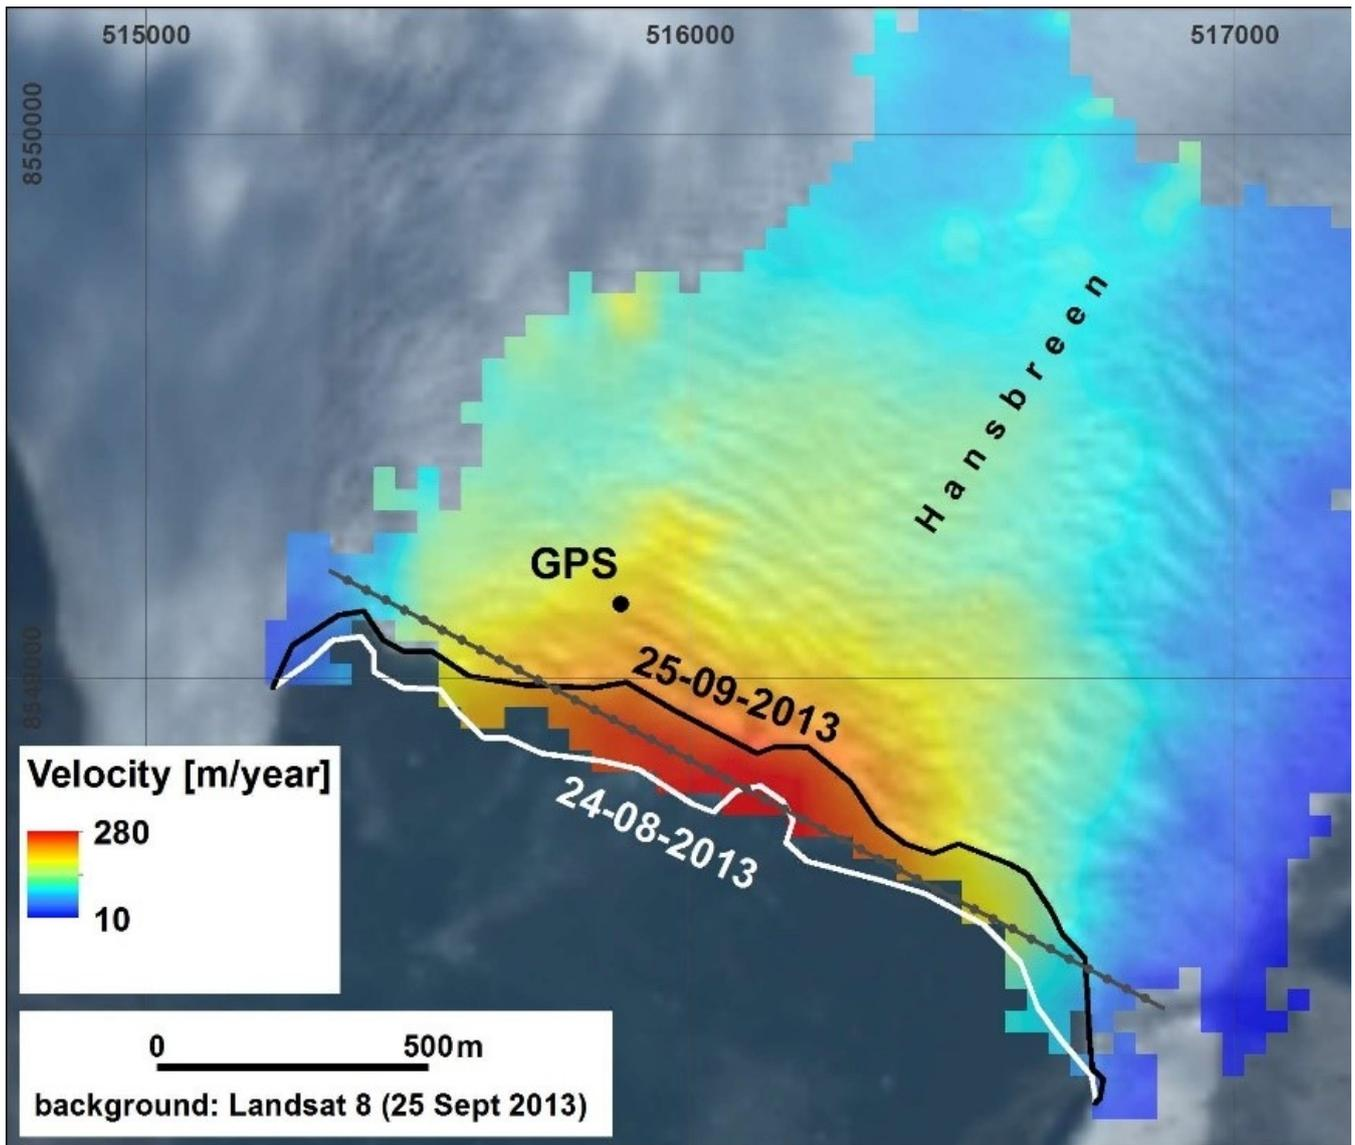 515000
516000
517000
8550000
Hansbreen
GPS
25-09-2013
8549000
24-08-2013
Velocity [m/year]
280
10
0 500m
background: Landsat 8 (25 Sept 2013)